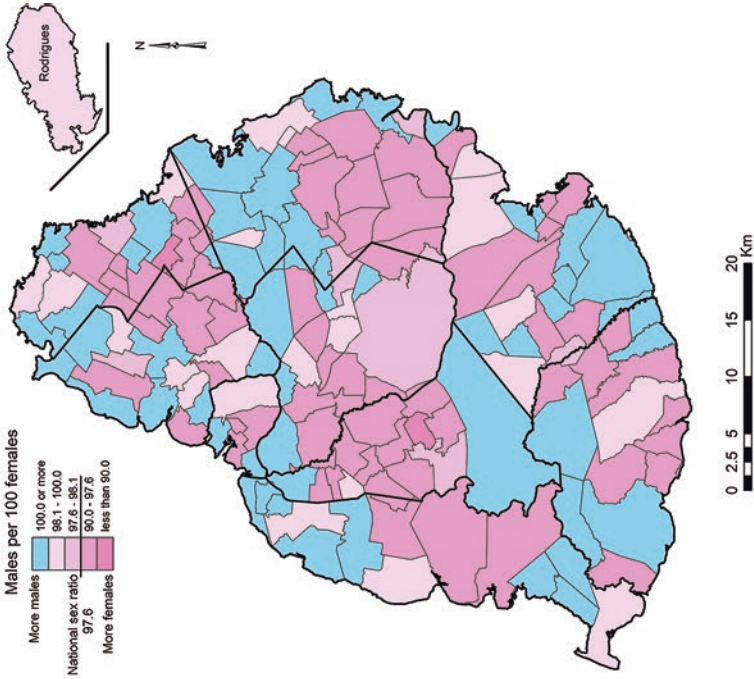 Males per 100 females
More males
100.0 or more
98.1 - 100.0
National sex ratio
97.6 - 98.1
97.6
90.0 - 97.6
More females
less than 90.0
Rodrigues
N
0 2.5 5 10 15 20 Km